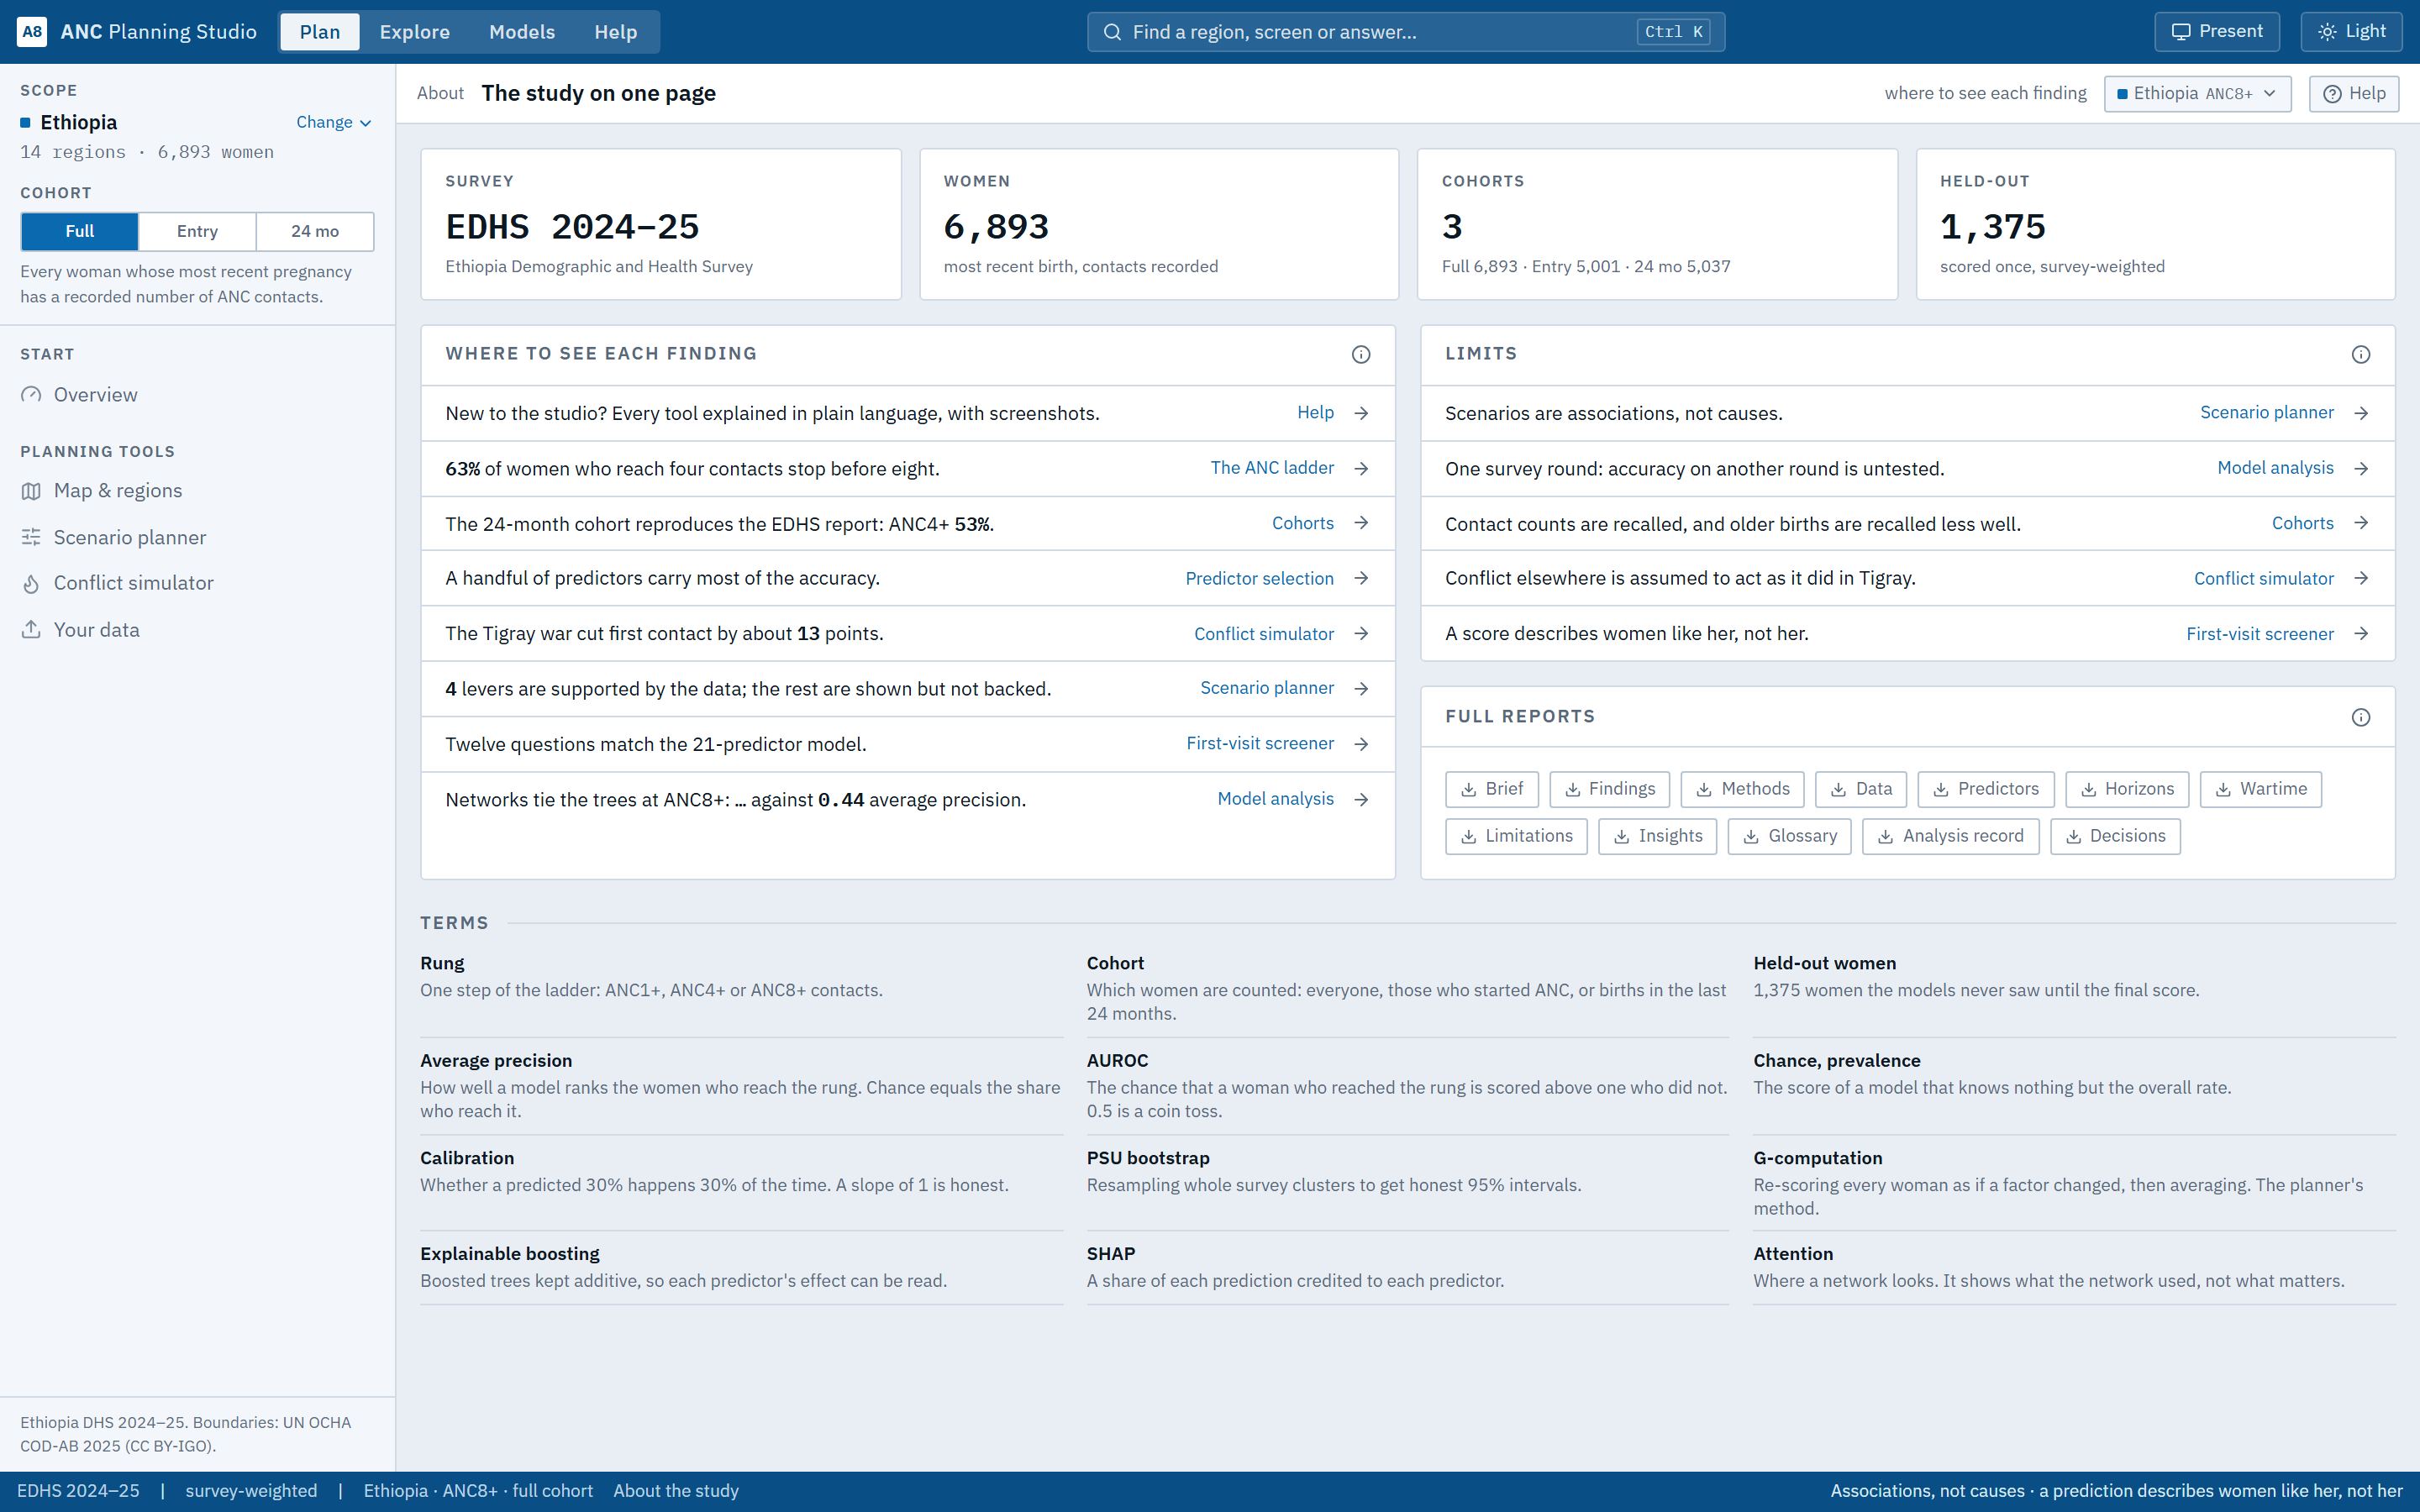 A8 ANC Planning Studio Plan Explore Models Help Find a region, screen or answer... Ctrl K Present Light
SCOPE
Ethiopia Change
14 regions · 6,893 women
COHORT
Full Entry 24 mo
Every woman whose most recent pregnancy
has a recorded number of ANC contacts.
START
Overview
PLANNING TOOLS
Map & regions
Scenario planner
Conflict simulator
Your data
Ethiopia DHS 2024–25. Boundaries: UN OCHA
COD-AB 2025 (CC BY-IGO).
About The study on one page where to see each finding Ethiopia ANC8+ Help
SURVEY
EDHS 2024–25
Ethiopia Demographic and Health Survey
WOMEN
6,893
most recent birth, contacts recorded
COHORTS
3
Full 6,893 · Entry 5,001 · 24 mo 5,037
HELD-OUT
1,375
scored once, survey-weighted
WHERE TO SEE EACH FINDING
New to the studio? Every tool explained in plain language, with screenshots. Help
63% of women who reach four contacts stop before eight. The ANC ladder
The 24-month cohort reproduces the EDHS report: ANC4+ 53%. Cohorts
A handful of predictors carry most of the accuracy. Predictor selection
The Tigray war cut first contact by about 13 points. Conflict simulator
4 levers are supported by the data; the rest are shown but not backed. Scenario planner
Twelve questions match the 21-predictor model. First-visit screener
Networks tie the trees at ANC8+: … against 0.44 average precision. Model analysis
LIMITS
Scenarios are associations, not causes. Scenario planner
One survey round: accuracy on another round is untested. Model analysis
Contact counts are recalled, and older births are recalled less well. Cohorts
Conflict elsewhere is assumed to act as it did in Tigray. Conflict simulator
A score describes women like her, not her. First-visit screener
FULL REPORTS
Brief Findings Methods Data Predictors Horizons Wartime
Limitations Insights Glossary Analysis record Decisions
TERMS
Rung
One step of the ladder: ANC1+, ANC4+ or ANC8+ contacts.
Cohort
Which women are counted: everyone, those who started ANC, or births in the last
24 months.
Held-out women
1,375 women the models never saw until the final score.
Average precision
How well a model ranks the women who reach the rung. Chance equals the share
who reach it.
AUROC
The chance that a woman who reached the rung is scored above one who did not.
0.5 is a coin toss.
Chance, prevalence
The score of a model that knows nothing but the overall rate.
Calibration
Whether a predicted 30% happens 30% of the time. A slope of 1 is honest.
PSU bootstrap
Resampling whole survey clusters to get honest 95% intervals.
G-computation
Re-scoring every woman as if a factor changed, then averaging. The planner's
method.
Explainable boosting
Boosted trees kept additive, so each predictor's effect can be read.
SHAP
A share of each prediction credited to each predictor.
Attention
Where a network looks. It shows what the network used, not what matters.
EDHS 2024–25 | survey-weighted | Ethiopia · ANC8+ · full cohort About the study Associations, not causes · a prediction describes women like her, not her